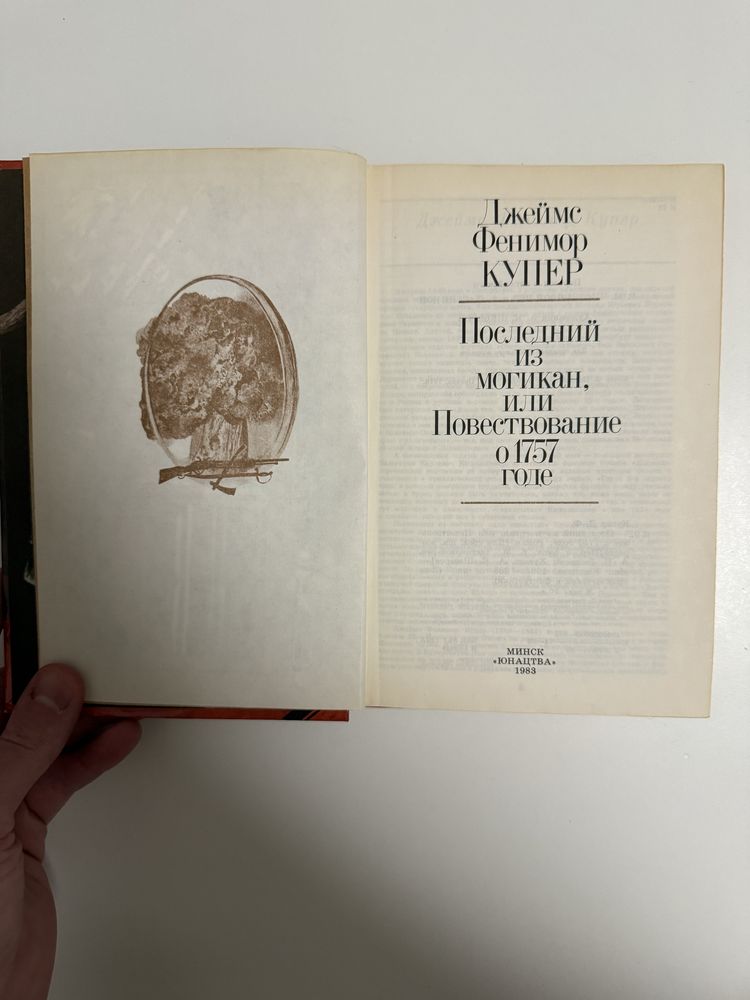 Джеймс
Фенимор
КУПЕР
Последний
из
могикан,
или
Повествование
о 1757
годе
МИНСК
«ЮНАЦТВА»
1983